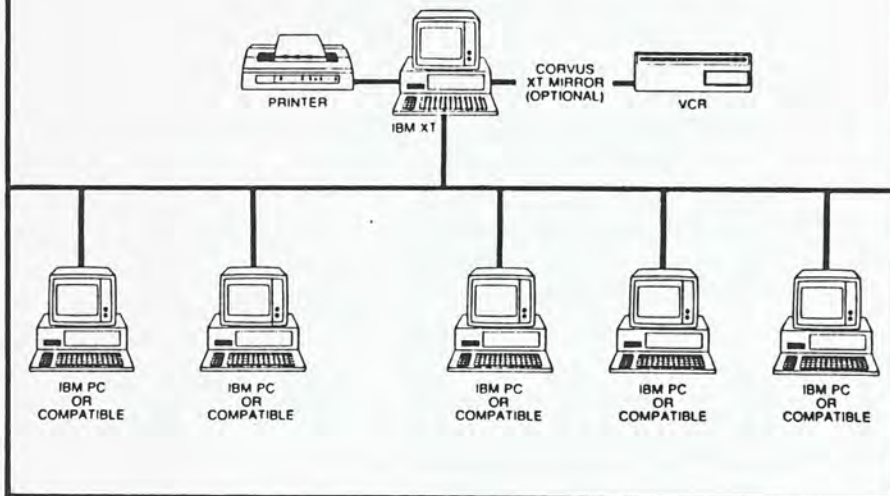 PRINTER
IBM XT
CORVUS
XT MIRROR
(OPTIONAL)
VCR
IBM PC
OR
COMPATIBLE
IBM PC
OR
COMPATIBLE
IBM PC
OR
COMPATIBLE
IBM PC
OR
COMPATIBLE
IBM PC
OR
COMPATIBLE